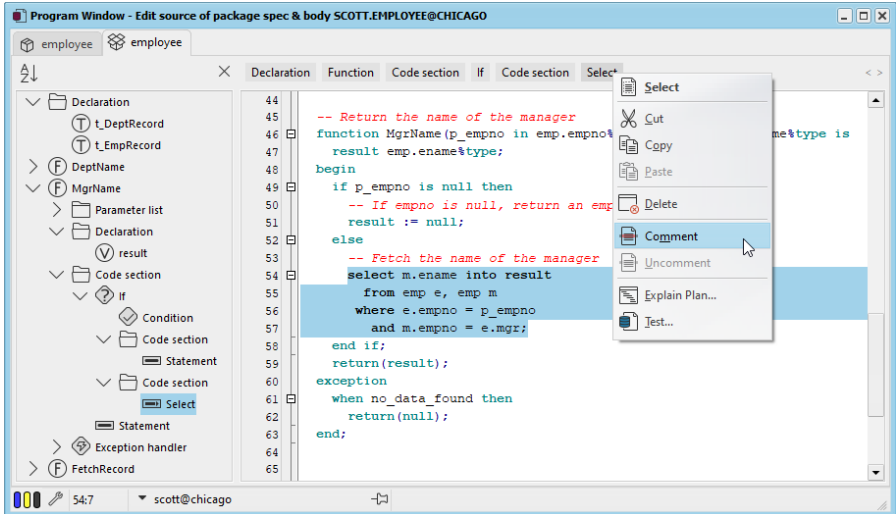 Program Window - Edit source of package spec & body SCOTT.EMPLOYEE@CHICAGO
employee employee
Declaration Function Code section If Code section Select
Declaration
t_DeptRecord
t_EmpRecord
DeptName
MgrName
Parameter list
Declaration
result
Code section
If
Condition
Code section
Statement
Code section
Select
Statement
Exception handler
FetchRecord
44
45 -- Return the name of the manager
46 function MgrName(p_empno in emp.empno% me%type is
47 result emp.ename%type;
48 begin
49 if p_empno is null then
50 -- If empno is null, return an emp
51 result := null;
52 else
53 -- Fetch the name of the manager
54 select m.ename into result
55 from emp e, emp m
56 where e.empno = p_empno
57 and m.empno = e.mgr;
58 end if;
59 return(result);
60 exception
61 when no_data_found then
62 return(null);
63 end;
64
65
Select
Cut
Copy
Paste
Delete
Comment
Uncomment
Explain Plan...
Test...
54:7 scott@chicago